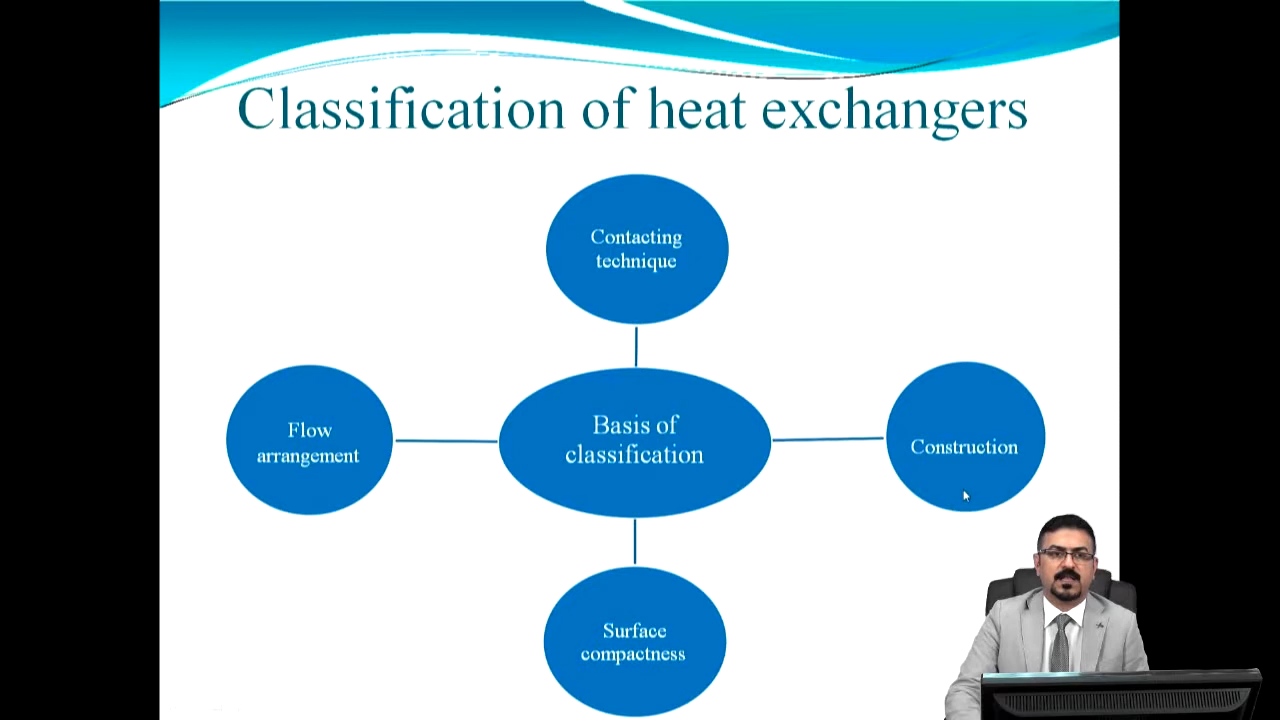 Classification of heat exchangers
Contacting
technique
Flow
arrangement
Basis of
classification
Construction
Surface
compactness